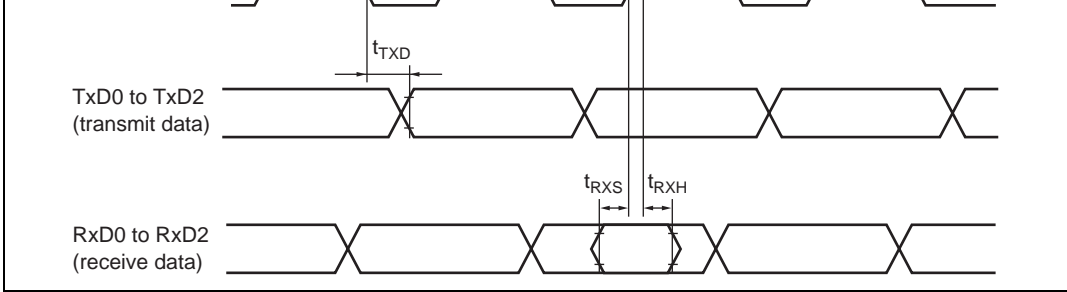 tTXD
TxD0 to TxD2
(transmit data)
tRXS tRXH
RxD0 to RxD2
(receive data)